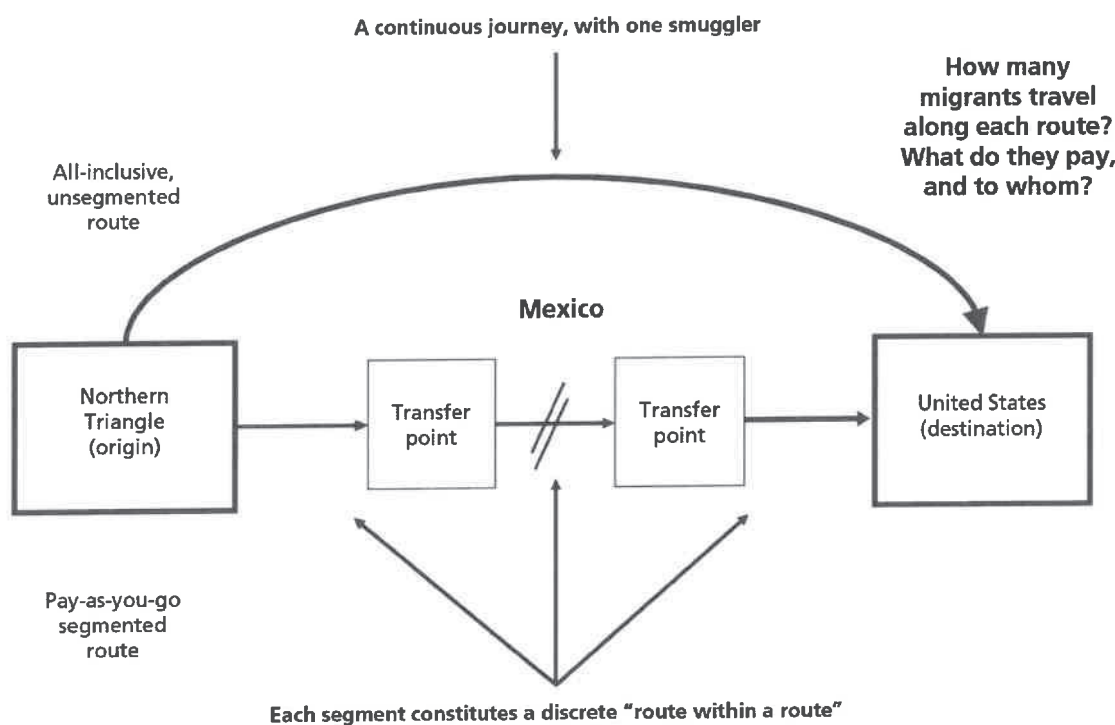 A continuous journey, with one smuggler
How many
migrants travel
along each route?
What do they pay,
and to whom?
All-inclusive,
unsegmented
route
Mexico
Northern
Triangle
(origin)
Transfer
point
Transfer
point
United States
(destination)
Pay-as-you-go
segmented
route
Each segment constitutes a discrete "route within a route"